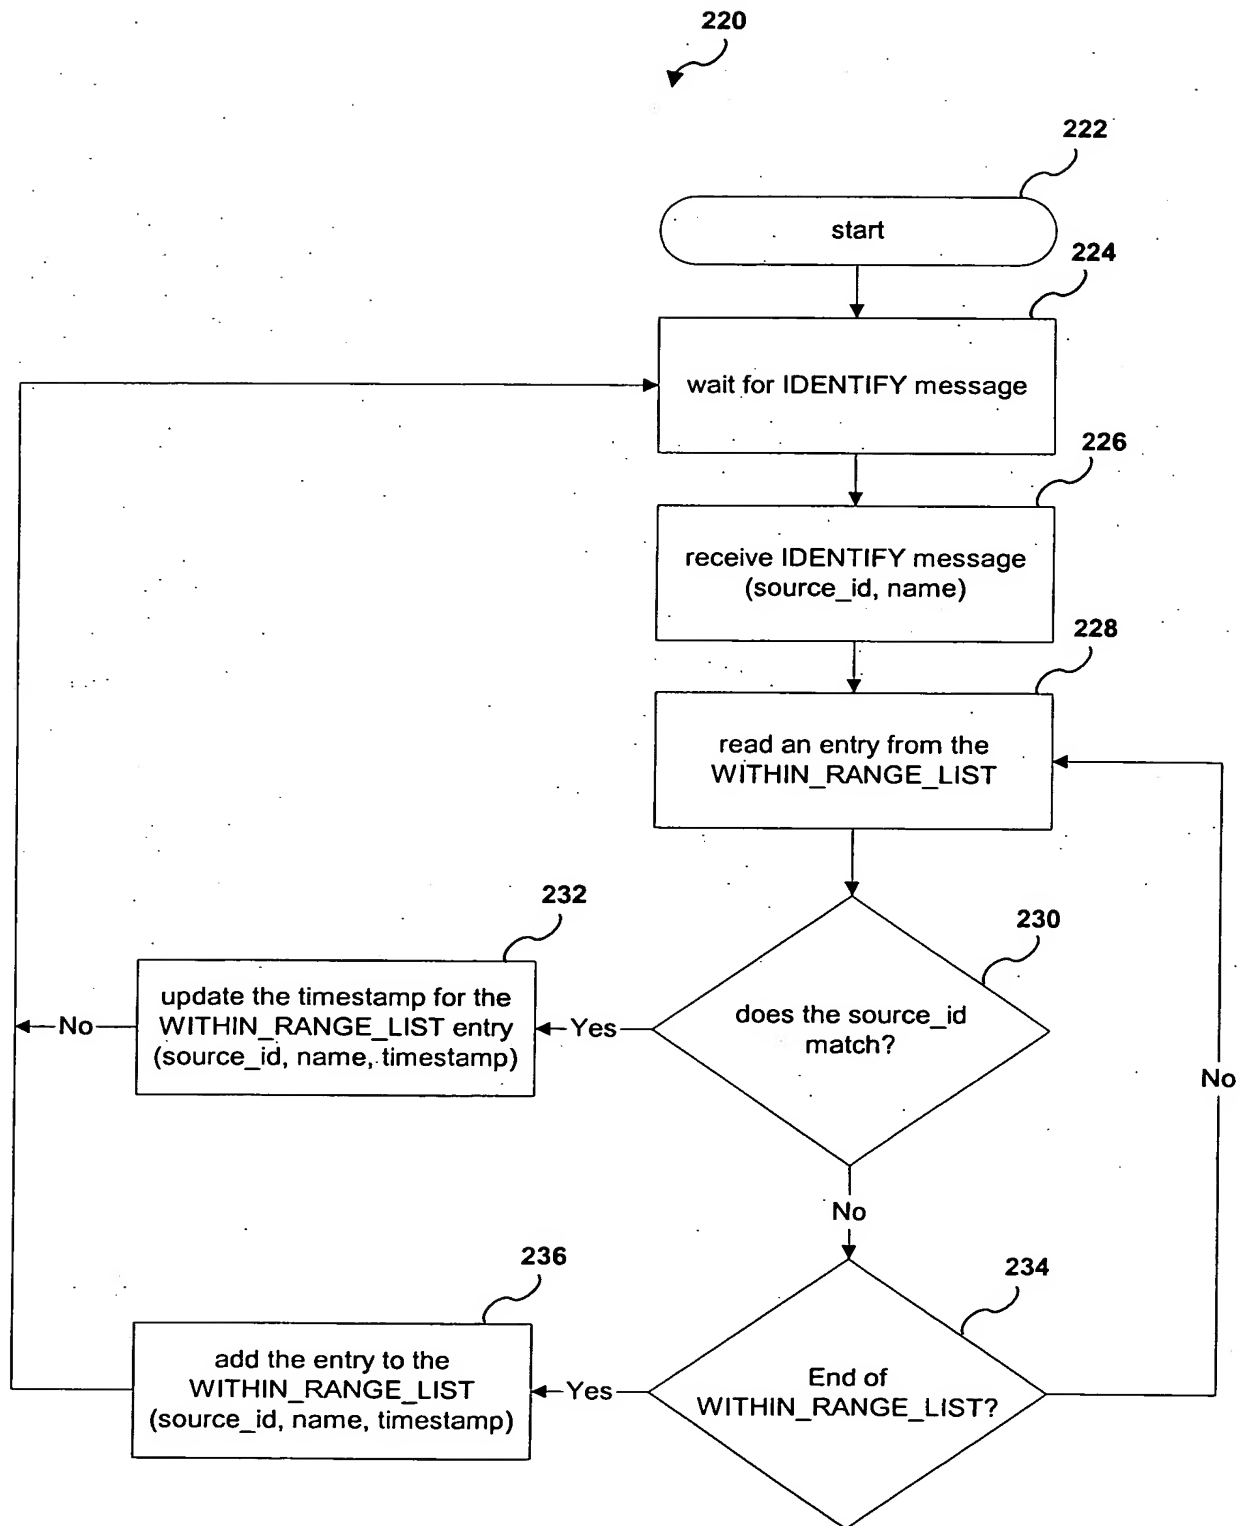 220
222
start
224
wait for IDENTIFY message
226
receive IDENTIFY message
(source_id, name)
228
read an entry from the
WITHIN_RANGE_LIST
230
does the source_id
match?
Yes
232
update the timestamp for the
WITHIN_RANGE_LIST entry
(source_id, name, timestamp)
No
No
No
234
End of
WITHIN_RANGE_LIST?
Yes
236
add the entry to the
WITHIN_RANGE_LIST
(source_id, name, timestamp)